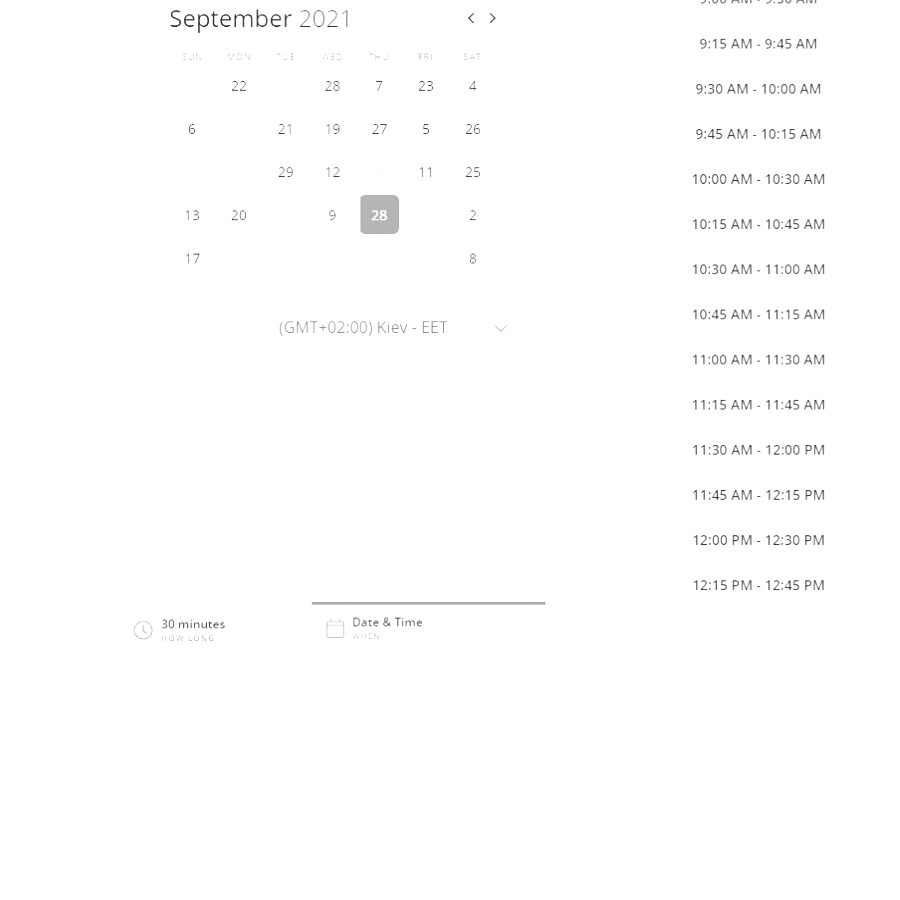 September 2021
SUN MON TUE WED THU FRI SAT
22 28 7 23 4
6 21 19 27 5 26
29 12 11 25
13 20 9 28 2
17 8
(GMT+02:00) Kiev - EET
30 minutes
HOW LONG
Date & Time
WHEN
9:00 AM - 9:30 AM
9:15 AM - 9:45 AM
9:30 AM - 10:00 AM
9:45 AM - 10:15 AM
10:00 AM - 10:30 AM
10:15 AM - 10:45 AM
10:30 AM - 11:00 AM
10:45 AM - 11:15 AM
11:00 AM - 11:30 AM
11:15 AM - 11:45 AM
11:30 AM - 12:00 PM
11:45 AM - 12:15 PM
12:00 PM - 12:30 PM
12:15 PM - 12:45 PM